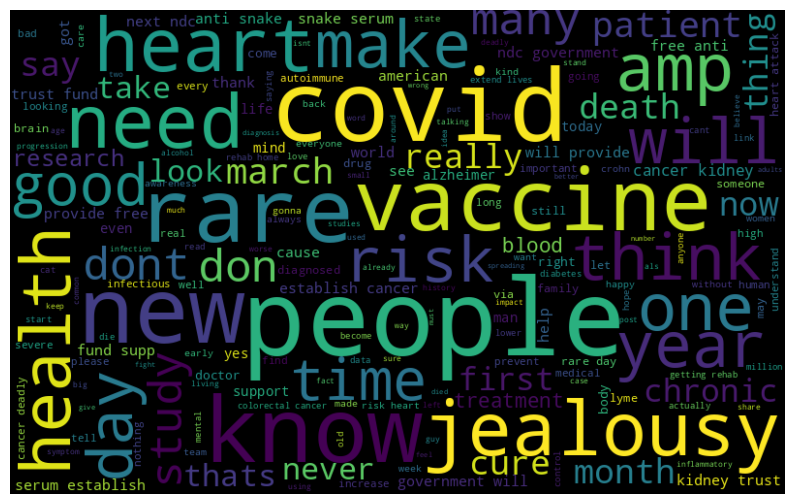 next ndc
anti snake
snake serum
state
bad
care
got
heart
make
many
patient
come
ndc government
free anti
say
thing
trust fund
take
autoimmune
american
kind
going
stand
looking
two
every
extend lives
deadly
isnt
saying
wrong
heart attack
need
covid
amp
death
brain
age
thank
life
back
put
show
word
talking
around
believe
diagnosis
everyone
idea
cant
link
progression
alcohol
rehab home
love
mind
research
look
march
world
really
today
will
will provide
important
crohn
adults
good
awareness
drug
see alzheimer
better
small
cancer kidney
someone
now
women
provide free
rare
vaccine
much
gonna
always
studies
long
still
even
real
used
high
infection
read
worse
cause
blood
number
anyone
think
dont
don
risk
want
right
let
als
without human
already
spreading
diabetes
happy
understand
cat
diagnosed
establish cancer
family
hope
common
health
infectious
well
history
via
post
may
one
keep
new
people
impact
man
lower
start
die
become
way
must
help
year
severe
fight
data
sure
fund supp
early
yes
prevent
rare day
please
find
medical
million
day
study
doctor
time
fact
first
case
getting rehab
big
living
support
died
treatment
body
chronic
give
colorectal cancer
made
risk heart
left
lyme
actually
share
cancer deadly
tell
know
jealousy
mental
old
guy
feel
nothing
never
cure
control
month
inflammatory
symptom
team
week
thats
kidney trust
serum establish
using
increase
government will